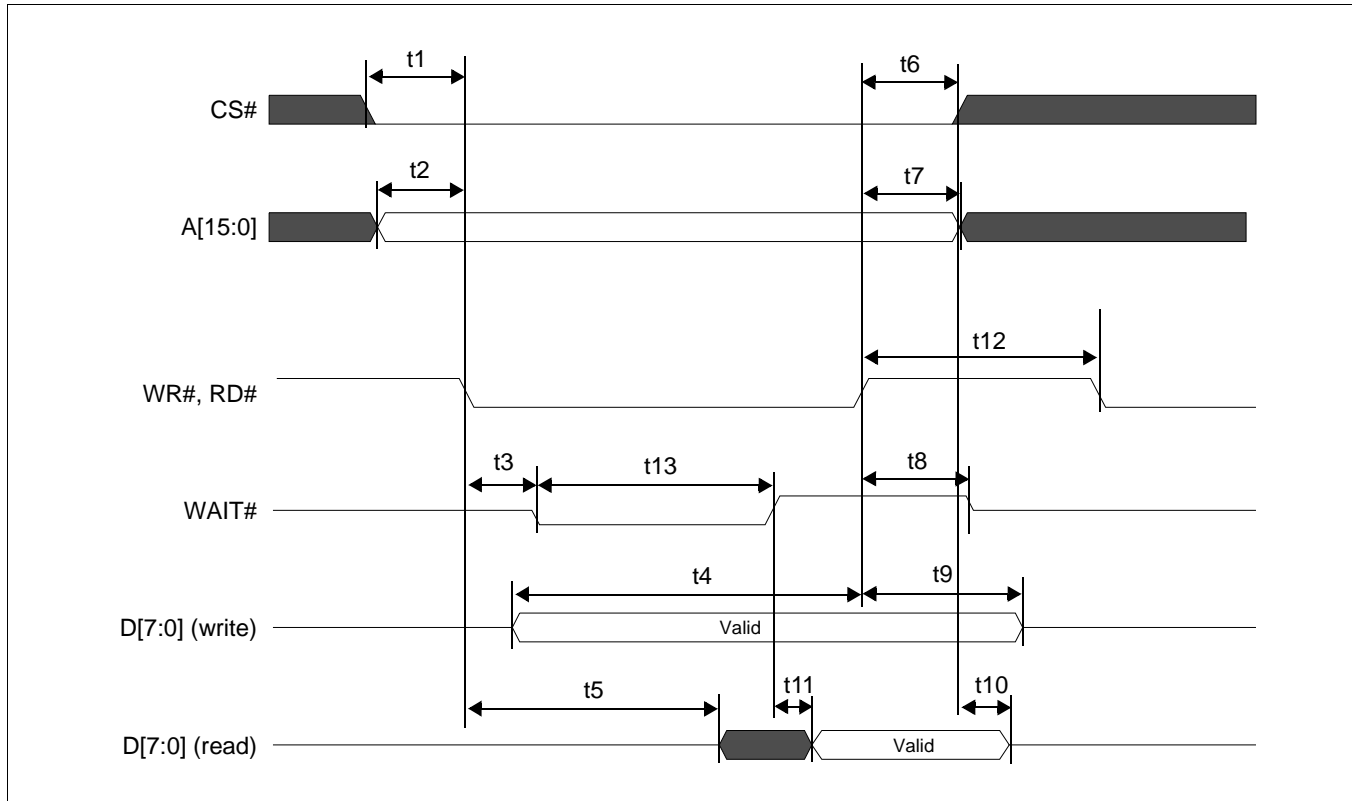 t1
t6
CS#
t2
t7
A[15:0]
t12
WR#, RD#
t3
t13
t8
WAIT#
t4
t9
D[7:0] (write)
Valid
t5
t11
t10
D[7:0] (read)
Valid